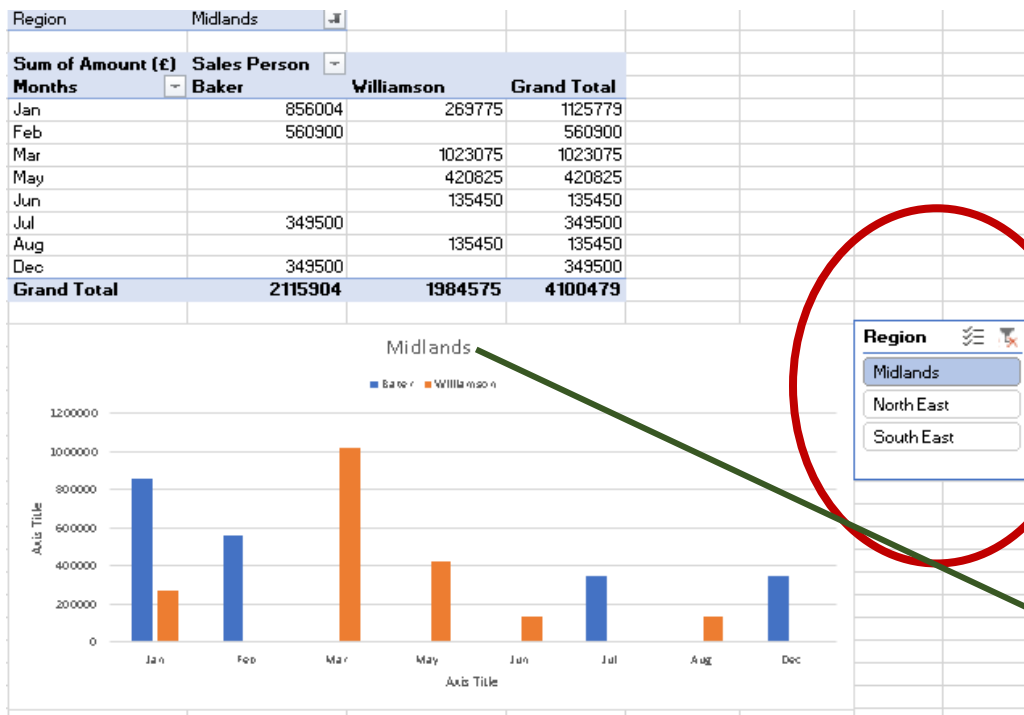 Region Midlands
Sum of Amount (£) Sales Person
Months Baker Williamson Grand Total
Jan 856004 269775 1125779
Feb 560900 560900
Mar 1023075 1023075
May 420825 420825
Jun 135450 135450
Jul 349500 349500
Aug 135450 135450
Dec 349500 349500
Grand Total 2115904 1984575 4100479
Midlands
Baker Williamson
1200000
1000000
800000
600000
400000
200000
0
Axis Title
Jan Feb Mar May Jun Jul Aug Dec
Axis Title
Region
Midlands
North East
South East